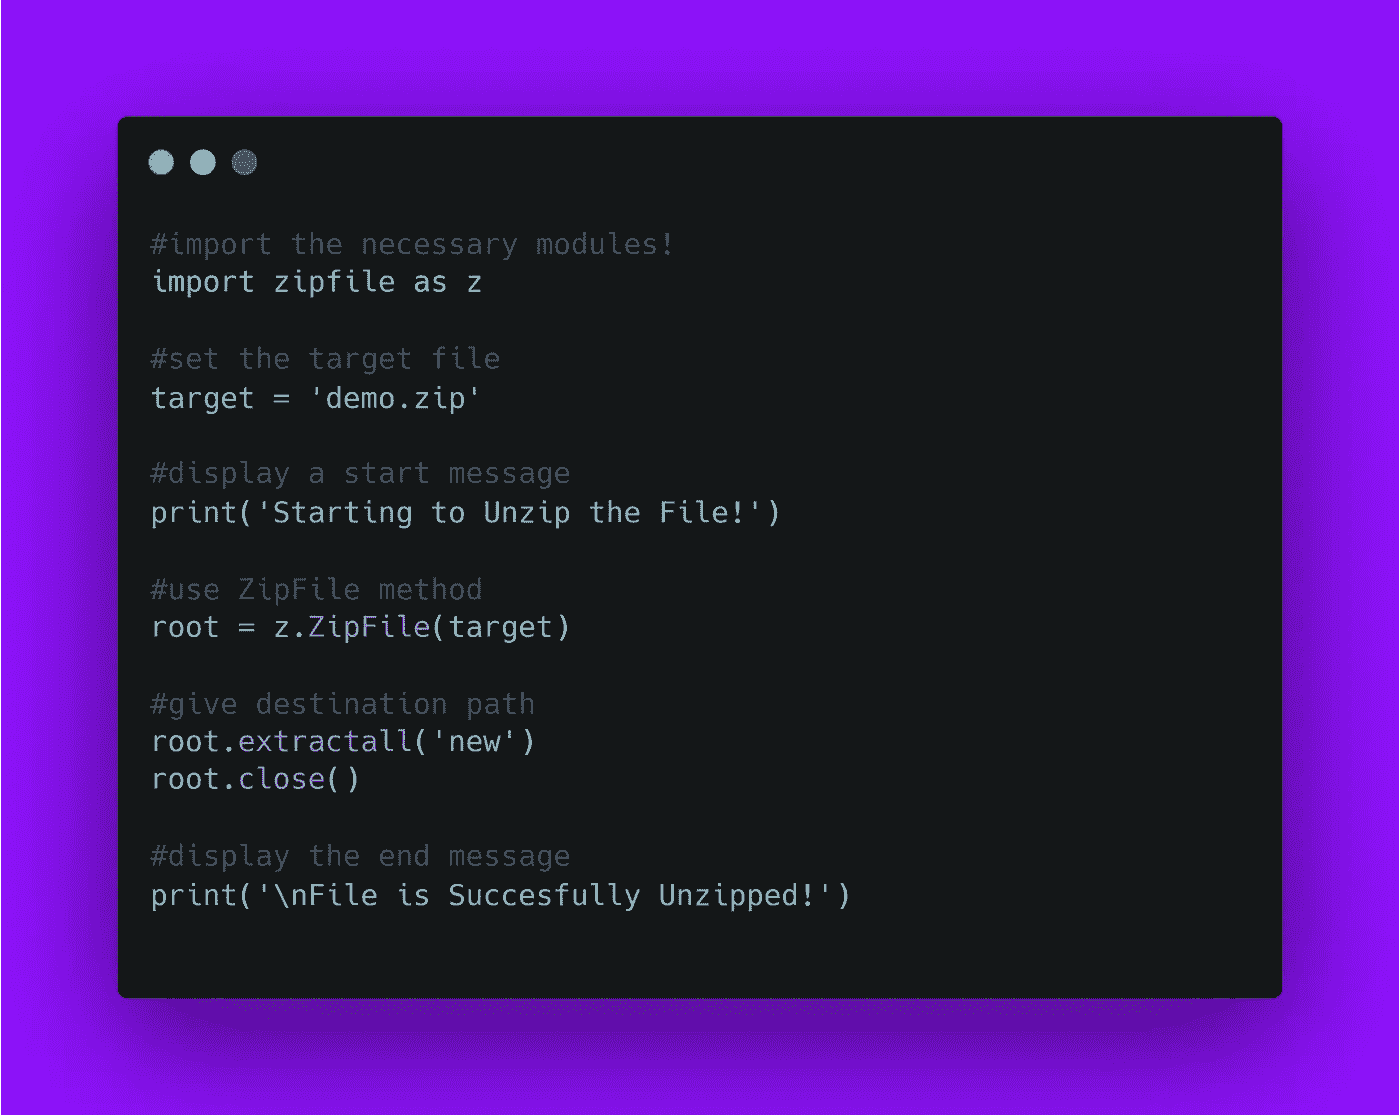 #import the necessary modules!
import zipfile as z
#set the target file
target = 'demo.zip'
#display a start message
print('Starting to Unzip the File!')
#use ZipFile method
root = z.ZipFile(target)
#give destination path
root.extractall('new')
root.close()
#display the end message
print('\nFile is Succesfully Unzipped!')